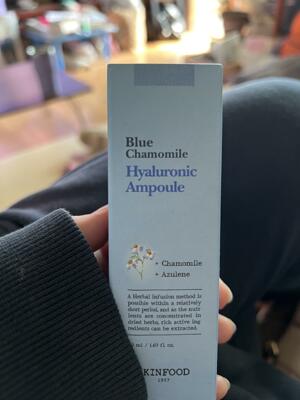 Blue
Chamomile
Hyaluronic
Ampoule
+ Chamomile
+ Azulene
A Herbal Infusion method is
possible within a relatively
short period, and as the nutr
ients are concentrated in
dried herbs, rich active ing
redients can be extracted.
ml / 1.69 fl. oz.
KINFOOD
1957